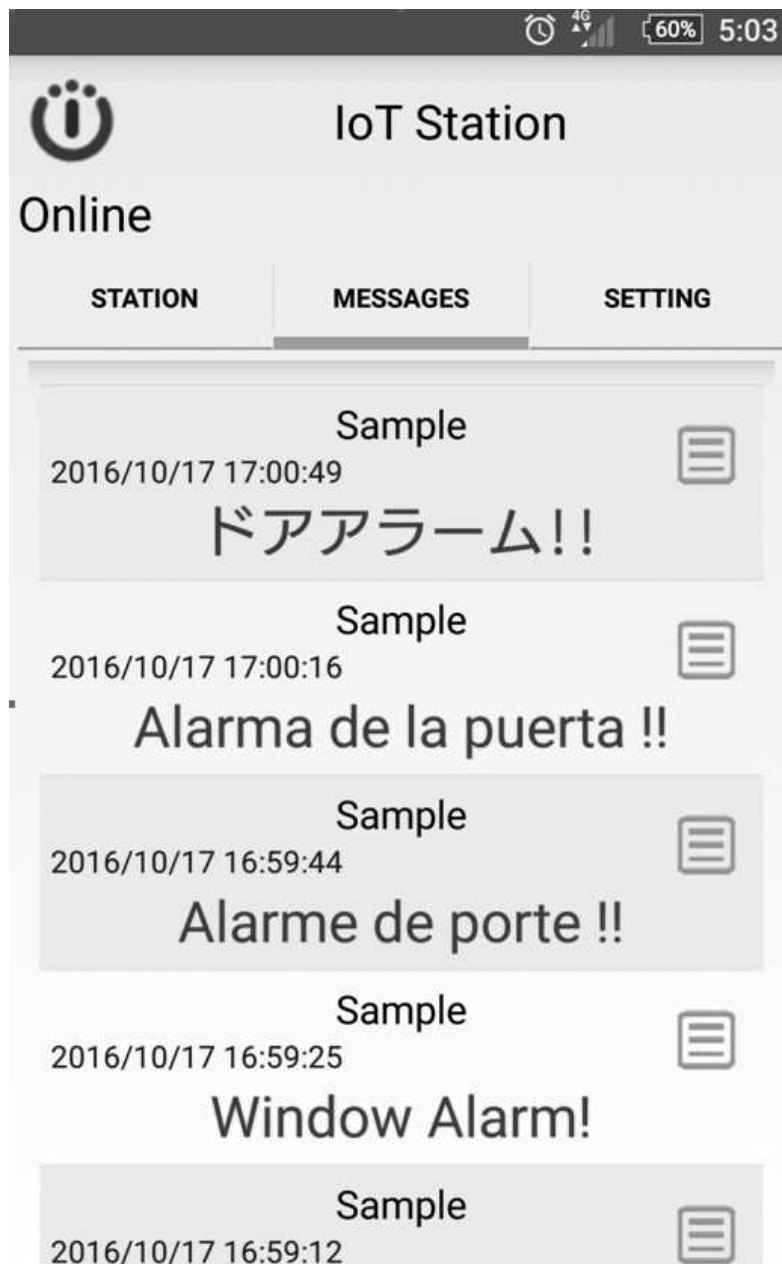 4G 60% 5:03
IoT Station
Online
STATION MESSAGES SETTING
Sample
2016/10/17 17:00:49
ドアアラーム!!
Sample
2016/10/17 17:00:16
Alarma de la puerta !!
Sample
2016/10/17 16:59:44
Alarme de porte !!
Sample
2016/10/17 16:59:25
Window Alarm!
Sample
2016/10/17 16:59:12